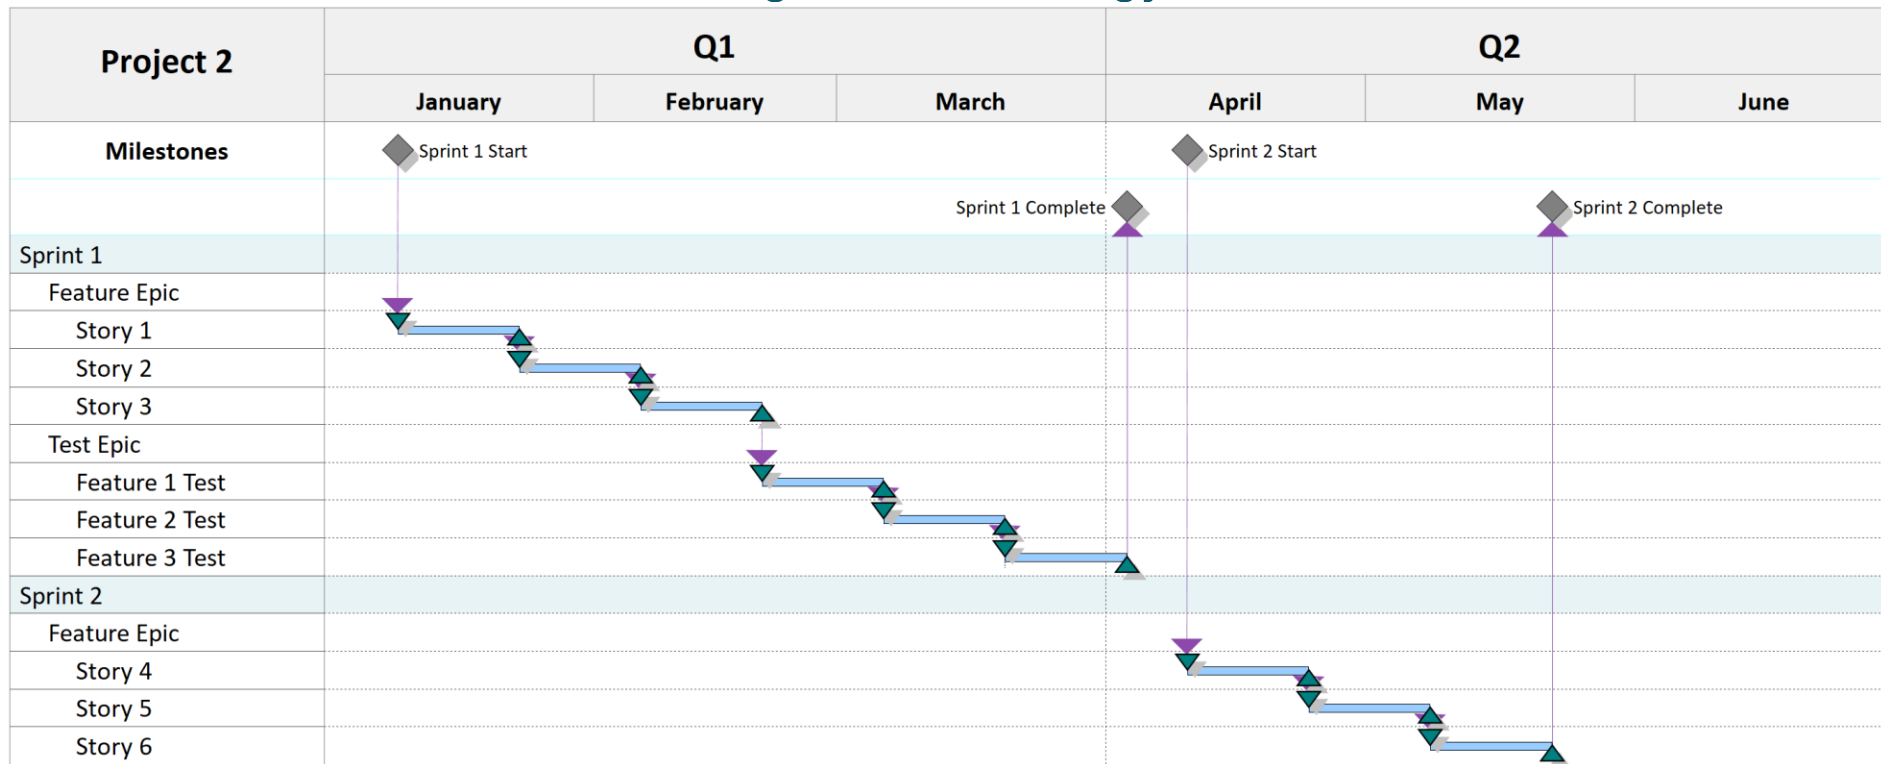 Project 2
Q1
Q2
January
February
March
April
May
June
Milestones
Sprint 1 Start
Sprint 2 Start
Sprint 1 Complete
Sprint 2 Complete
Sprint 1
Feature Epic
Story 1
Story 2
Story 3
Test Epic
Feature 1 Test
Feature 2 Test
Feature 3 Test
Sprint 2
Feature Epic
Story 4
Story 5
Story 6